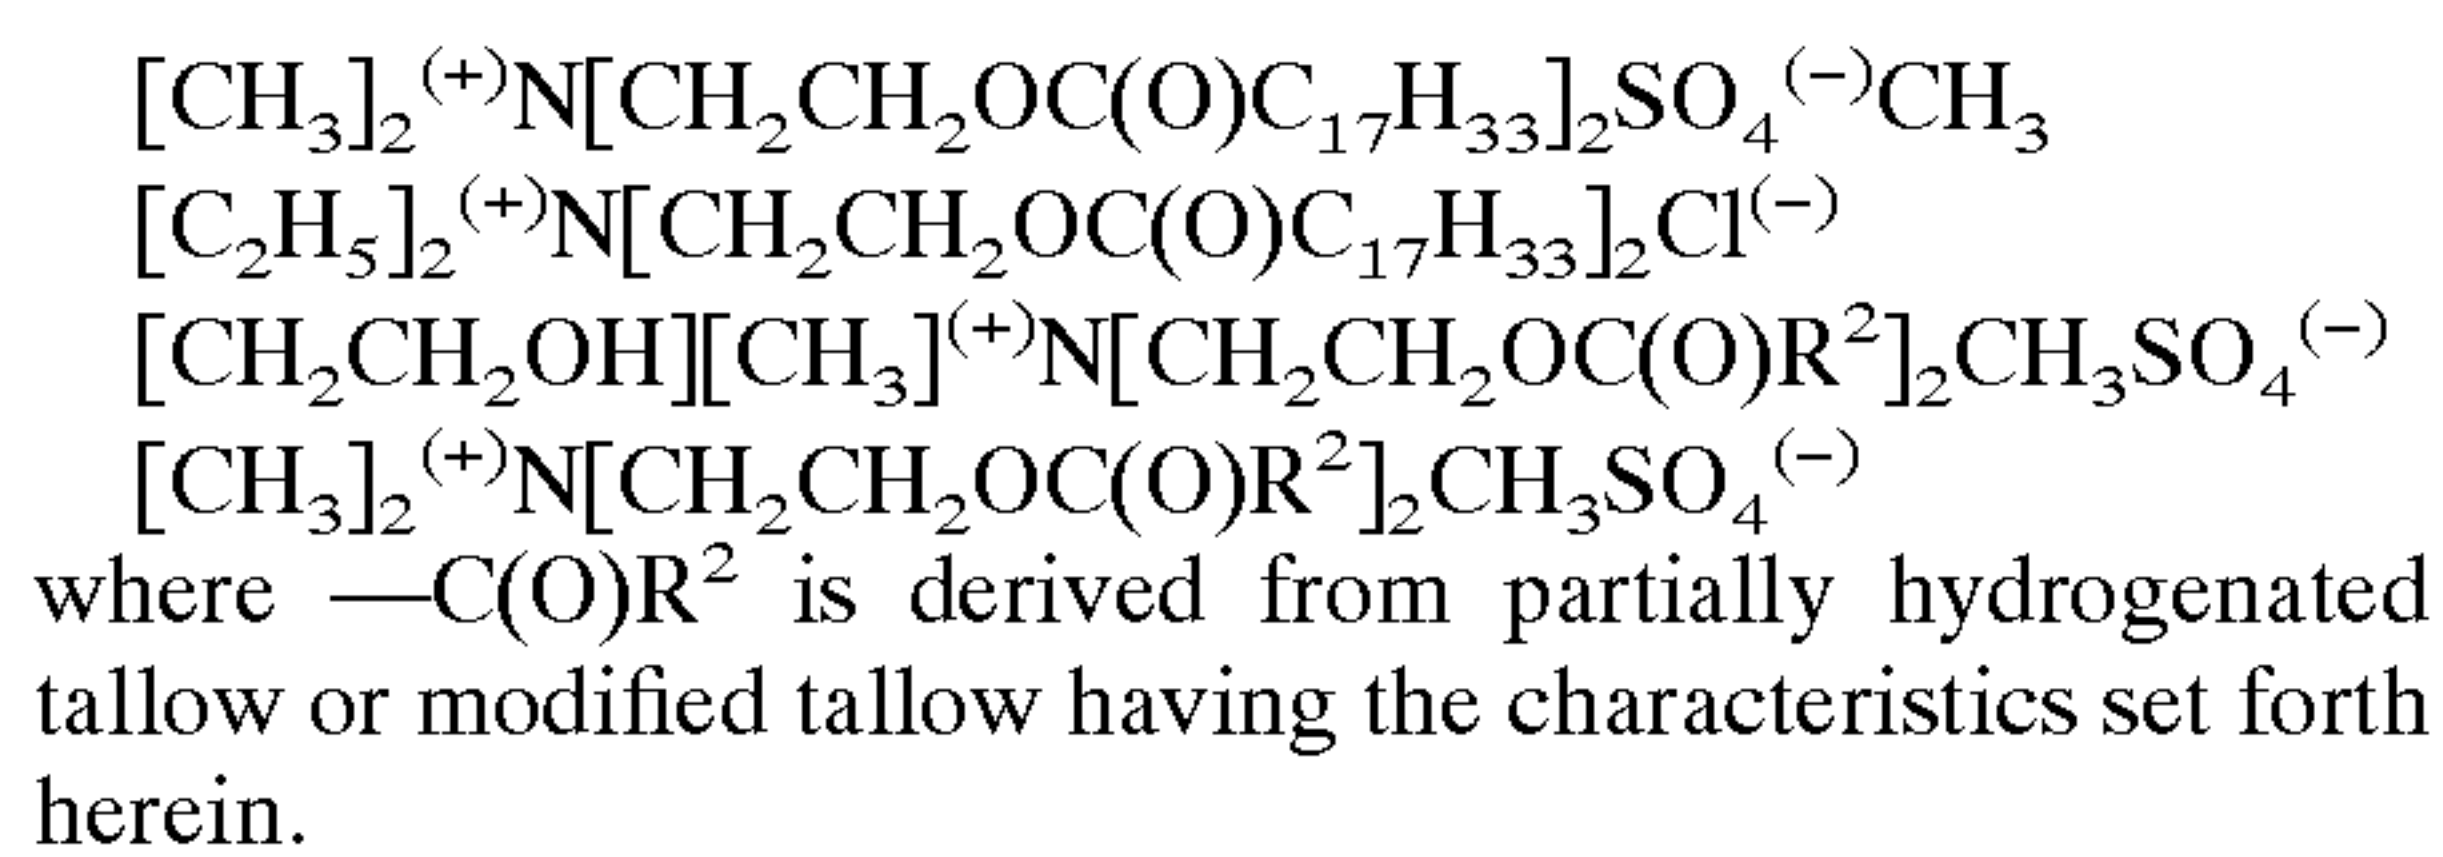 [CH₃]₂⁽⁺⁾N[CH₂CH₂OC(O)C₁₇H₃₃]₂SO₄⁽⁻⁾CH₃
[C₂H₅]₂⁽⁺⁾N[CH₂CH₂OC(O)C₁₇H₃₃]₂Cl⁽⁻⁾
[CH₂CH₂OH][CH₃]⁽⁺⁾N[CH₂CH₂OC(O)R²]₂CH₃SO₄⁽⁻⁾
[CH₃]₂⁽⁺⁾N[CH₂CH₂OC(O)R²]₂CH₃SO₄⁽⁻⁾
where —C(O)R² is derived from partially hydrogenated
tallow or modified tallow having the characteristics set forth
herein.